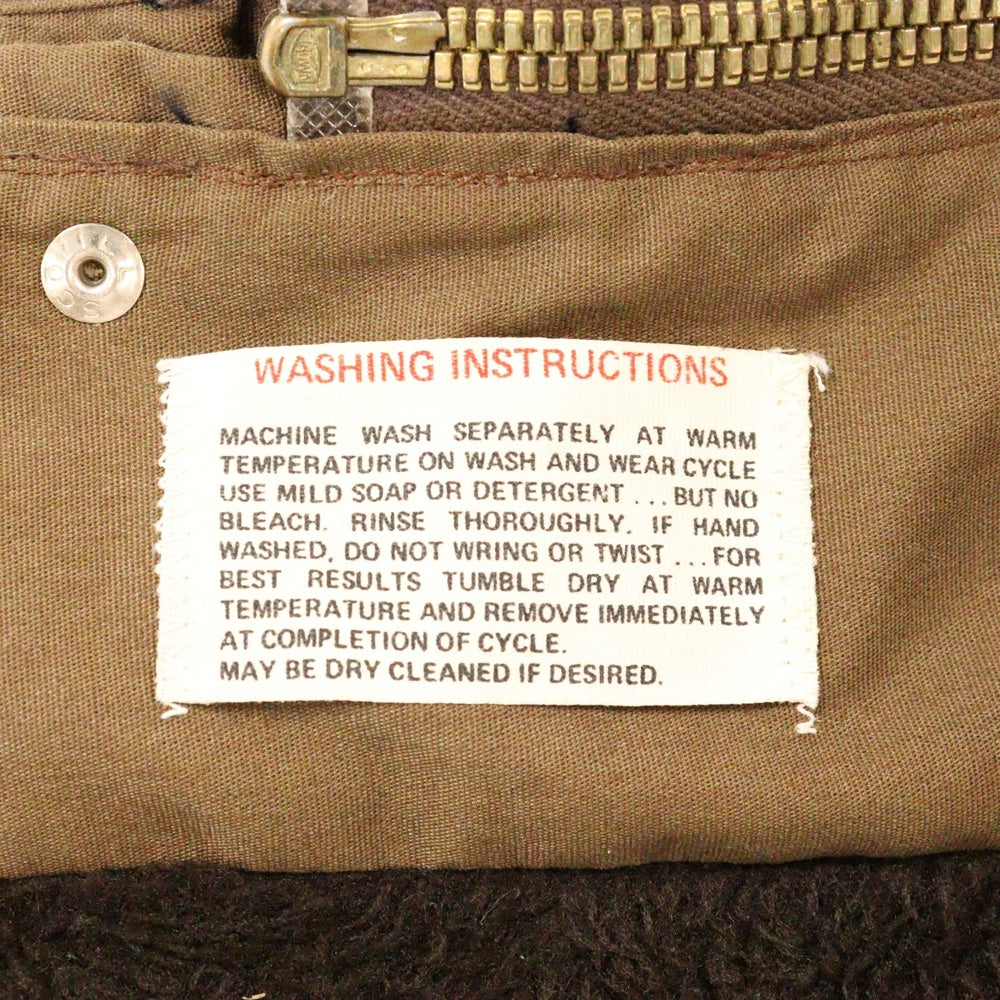 SCOVILL
WASHING INSTRUCTIONS
MACHINE WASH SEPARATELY AT WARM
TEMPERATURE ON WASH AND WEAR CYCLE
USE MILD SOAP OR DETERGENT ... BUT NO
BLEACH. RINSE THOROUGHLY. IF HAND
WASHED, DO NOT WRING OR TWIST ... FOR
BEST RESULTS TUMBLE DRY AT WARM
TEMPERATURE AND REMOVE IMMEDIATELY
AT COMPLETION OF CYCLE.
MAY BE DRY CLEANED IF DESIRED.